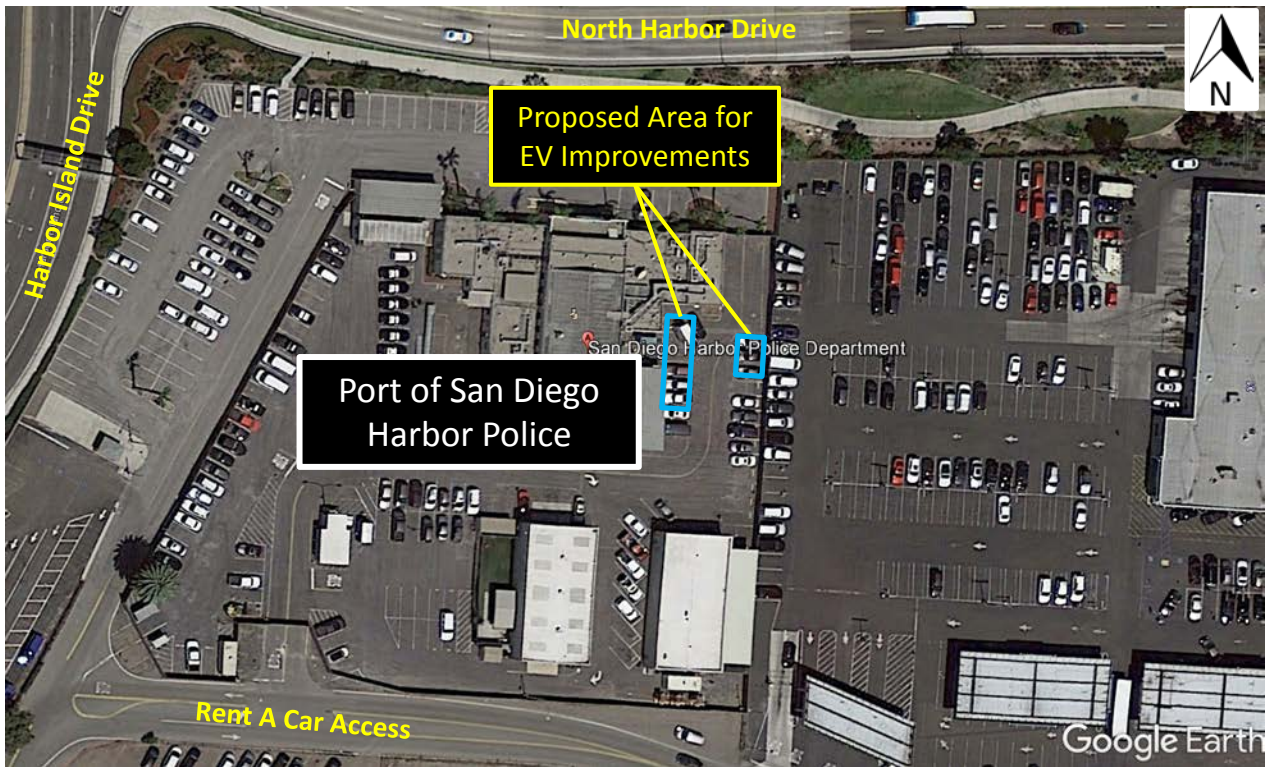 North Harbor Drive
N
Harbor Island Drive
Proposed Area for
EV Improvements
San Diego Harbor Police Department
Port of San Diego
Harbor Police
Rent A Car Access
Google Earth